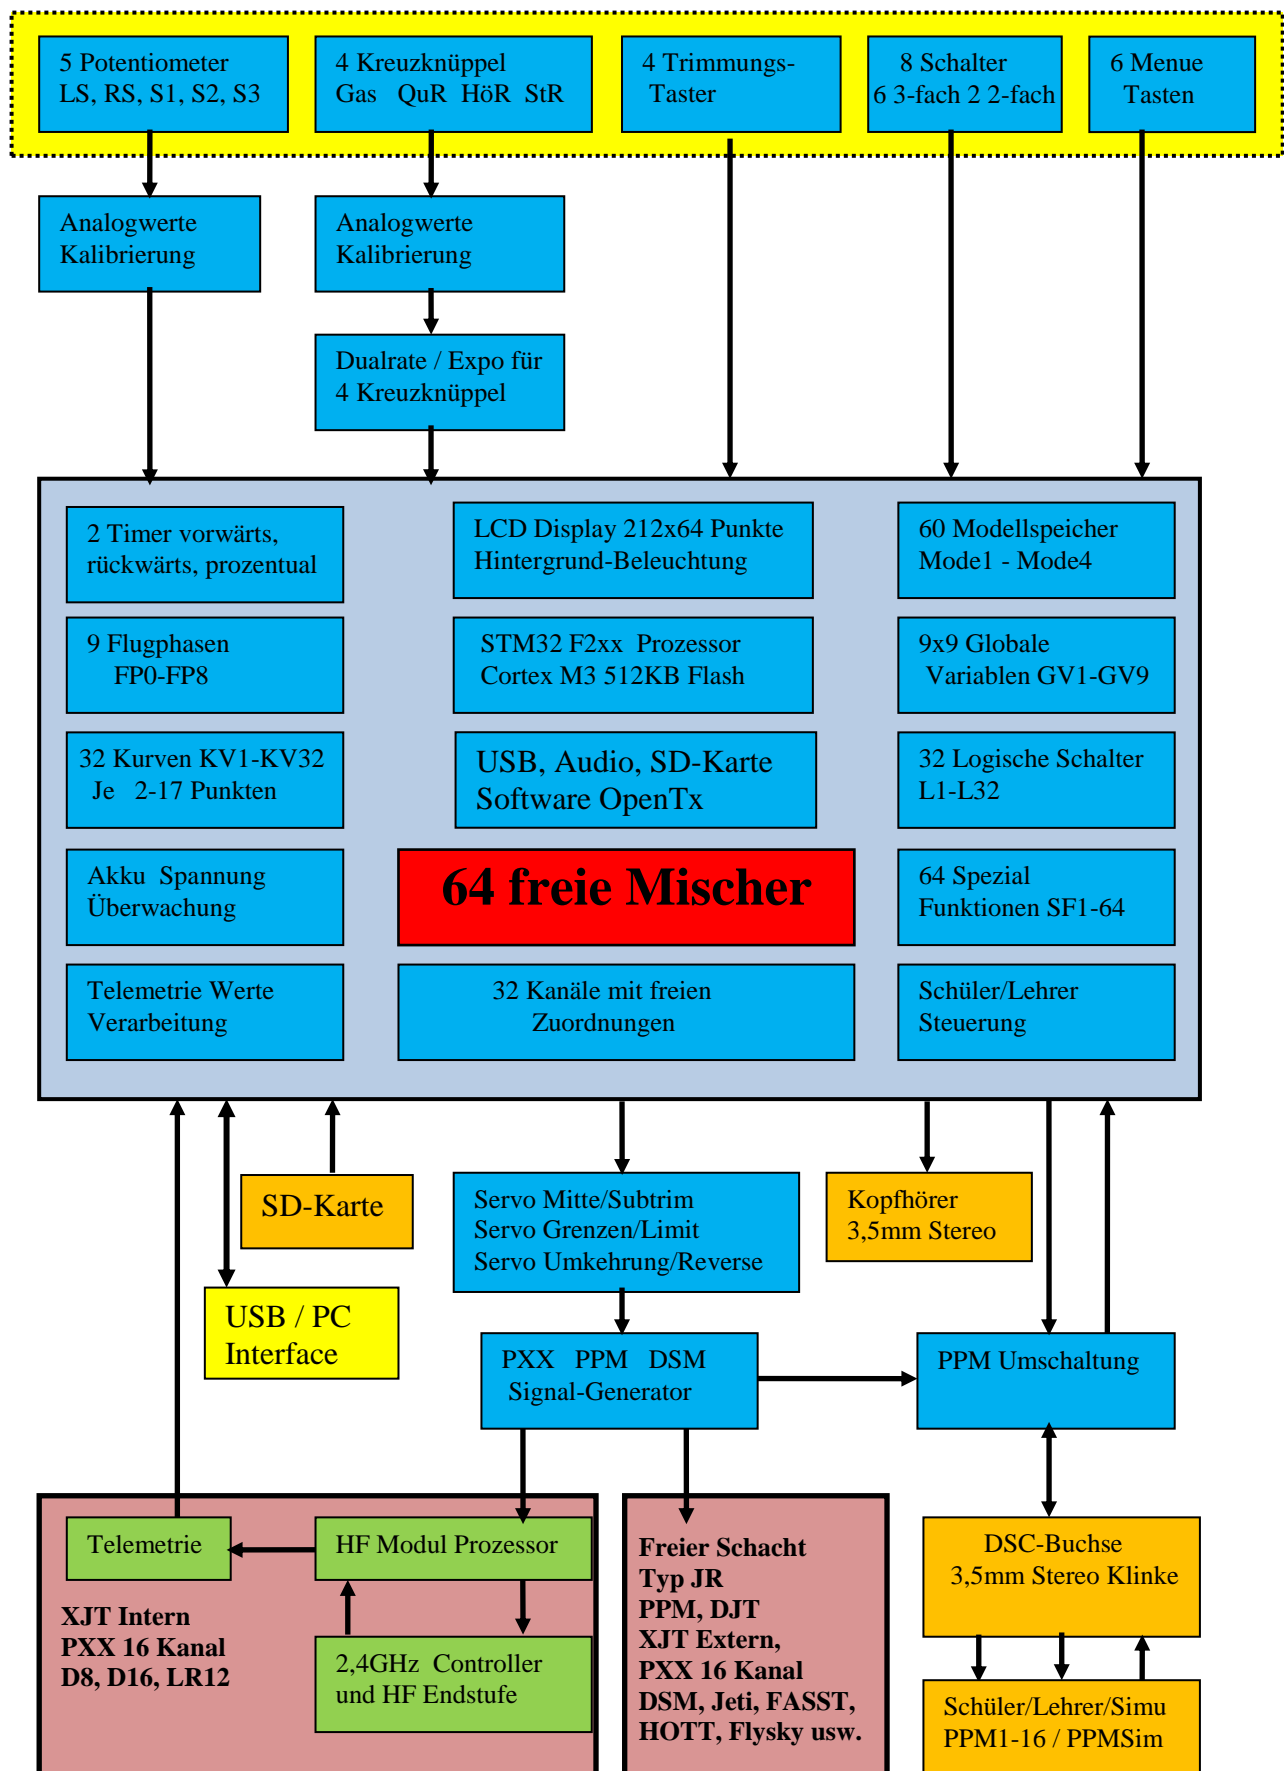 5 Potentiometer
LS, RS, S1, S2, S3
4 Kreuzknüppel
Gas QuR HöR StR
4 Trimmungs-
Taster
8 Schalter
6 3-fach 2 2-fach
6 Menue
Tasten
Analogwerte
Kalibrierung
Analogwerte
Kalibrierung
Dualrate / Expo für
4 Kreuzknüppel
2 Timer vorwärts,
rückwärts, prozentual
LCD Display 212x64 Punkte
Hintergrund-Beleuchtung
60 Modellspeicher
Mode1 - Mode4
9 Flugphasen
FP0-FP8
STM32 F2xx Prozessor
Cortex M3 512KB Flash
9x9 Globale
Variablen GV1-GV9
32 Kurven KV1-KV32
Je 2-17 Punkten
USB, Audio, SD-Karte
Software OpenTx
32 Logische Schalter
L1-L32
Akku Spannung
Überwachung
64 freie Mischer
64 Spezial
Funktionen SF1-64
Telemetrie Werte
Verarbeitung
32 Kanäle mit freien
Zuordnungen
Schüler/Lehrer
Steuerung
SD-Karte
Servo Mitte/Subtrim
Servo Grenzen/Limit
Servo Umkehrung/Reverse
Kopfhörer
3,5mm Stereo
USB / PC
Interface
PXX PPM DSM
Signal-Generator
PPM Umschaltung
Telemetrie
HF Modul Prozessor
XJT Intern
PXX 16 Kanal
D8, D16, LR12
2,4GHz Controller
und HF Endstufe
Freier Schacht
Typ JR
PPM, DJT
XJT Extern,
PXX 16 Kanal
DSM, Jeti, FASST,
HOTT, Flysky usw.
DSC-Buchse
3,5mm Stereo Klinke
Schüler/Lehrer/Simu
PPM1-16 / PPMSim